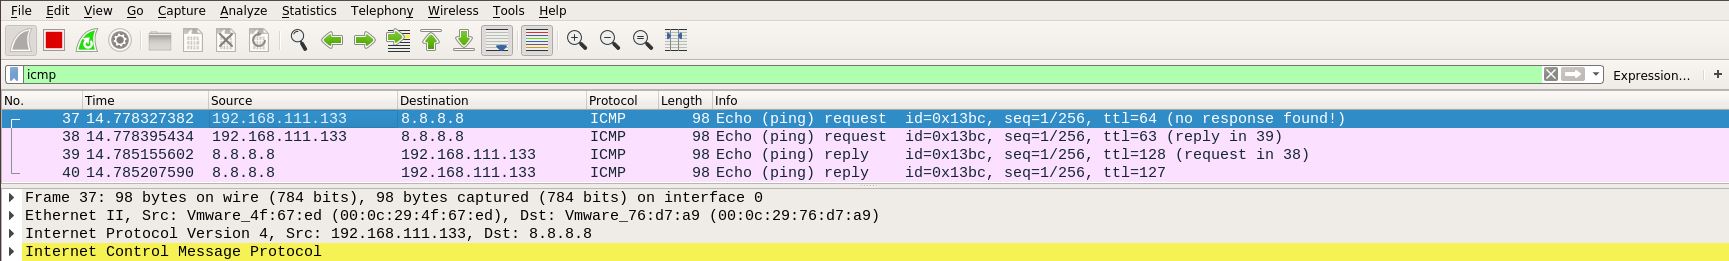 File Edit View Go Capture Analyze Statistics Telephony Wireless Tools Help
icmp Expression... +
No. Time Source Destination Protocol Length Info
37 14.778327382 192.168.111.133 8.8.8.8 ICMP 98 Echo (ping) request id=0x13bc, seq=1/256, ttl=64 (no response found!)
38 14.778395434 192.168.111.133 8.8.8.8 ICMP 98 Echo (ping) request id=0x13bc, seq=1/256, ttl=63 (reply in 39)
39 14.785155602 8.8.8.8 192.168.111.133 ICMP 98 Echo (ping) reply id=0x13bc, seq=1/256, ttl=128 (request in 38)
40 14.785207590 8.8.8.8 192.168.111.133 ICMP 98 Echo (ping) reply id=0x13bc, seq=1/256, ttl=127
Frame 37: 98 bytes on wire (784 bits), 98 bytes captured (784 bits) on interface 0
Ethernet II, Src: Vmware_4f:67:ed (00:0c:29:4f:67:ed), Dst: Vmware_76:d7:a9 (00:0c:29:76:d7:a9)
Internet Protocol Version 4, Src: 192.168.111.133, Dst: 8.8.8.8
Internet Control Message Protocol